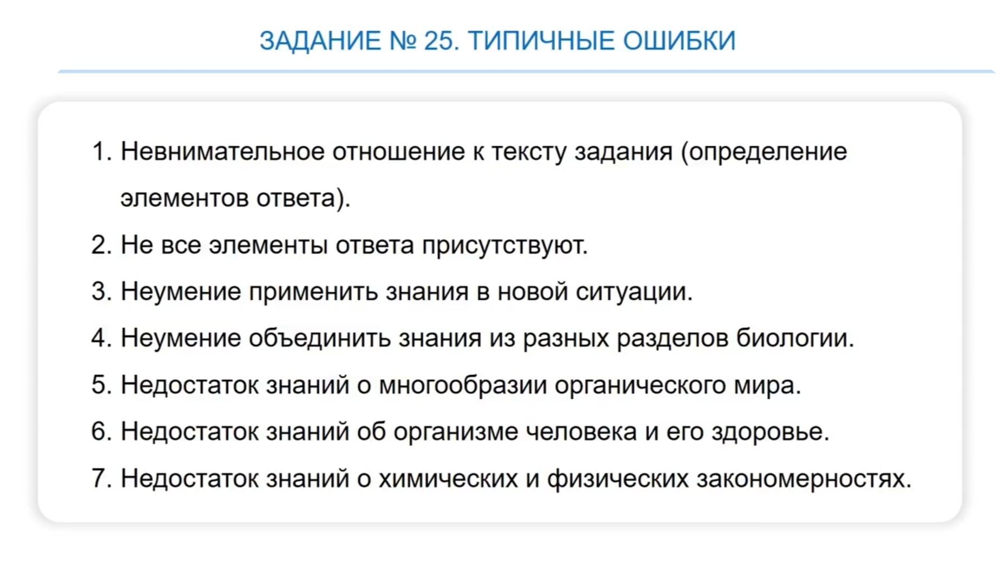 ЗАДАНИЕ № 25. ТИПИЧНЫЕ ОШИБКИ
1. Невнимательное отношение к тексту задания (определение
элементов ответа).
2. Не все элементы ответа присутствуют.
3. Неумение применить знания в новой ситуации.
4. Неумение объединить знания из разных разделов биологии.
5. Недостаток знаний о многообразии органического мира.
6. Недостаток знаний об организме человека и его здоровье.
7. Недостаток знаний о химических и физических закономерностях.